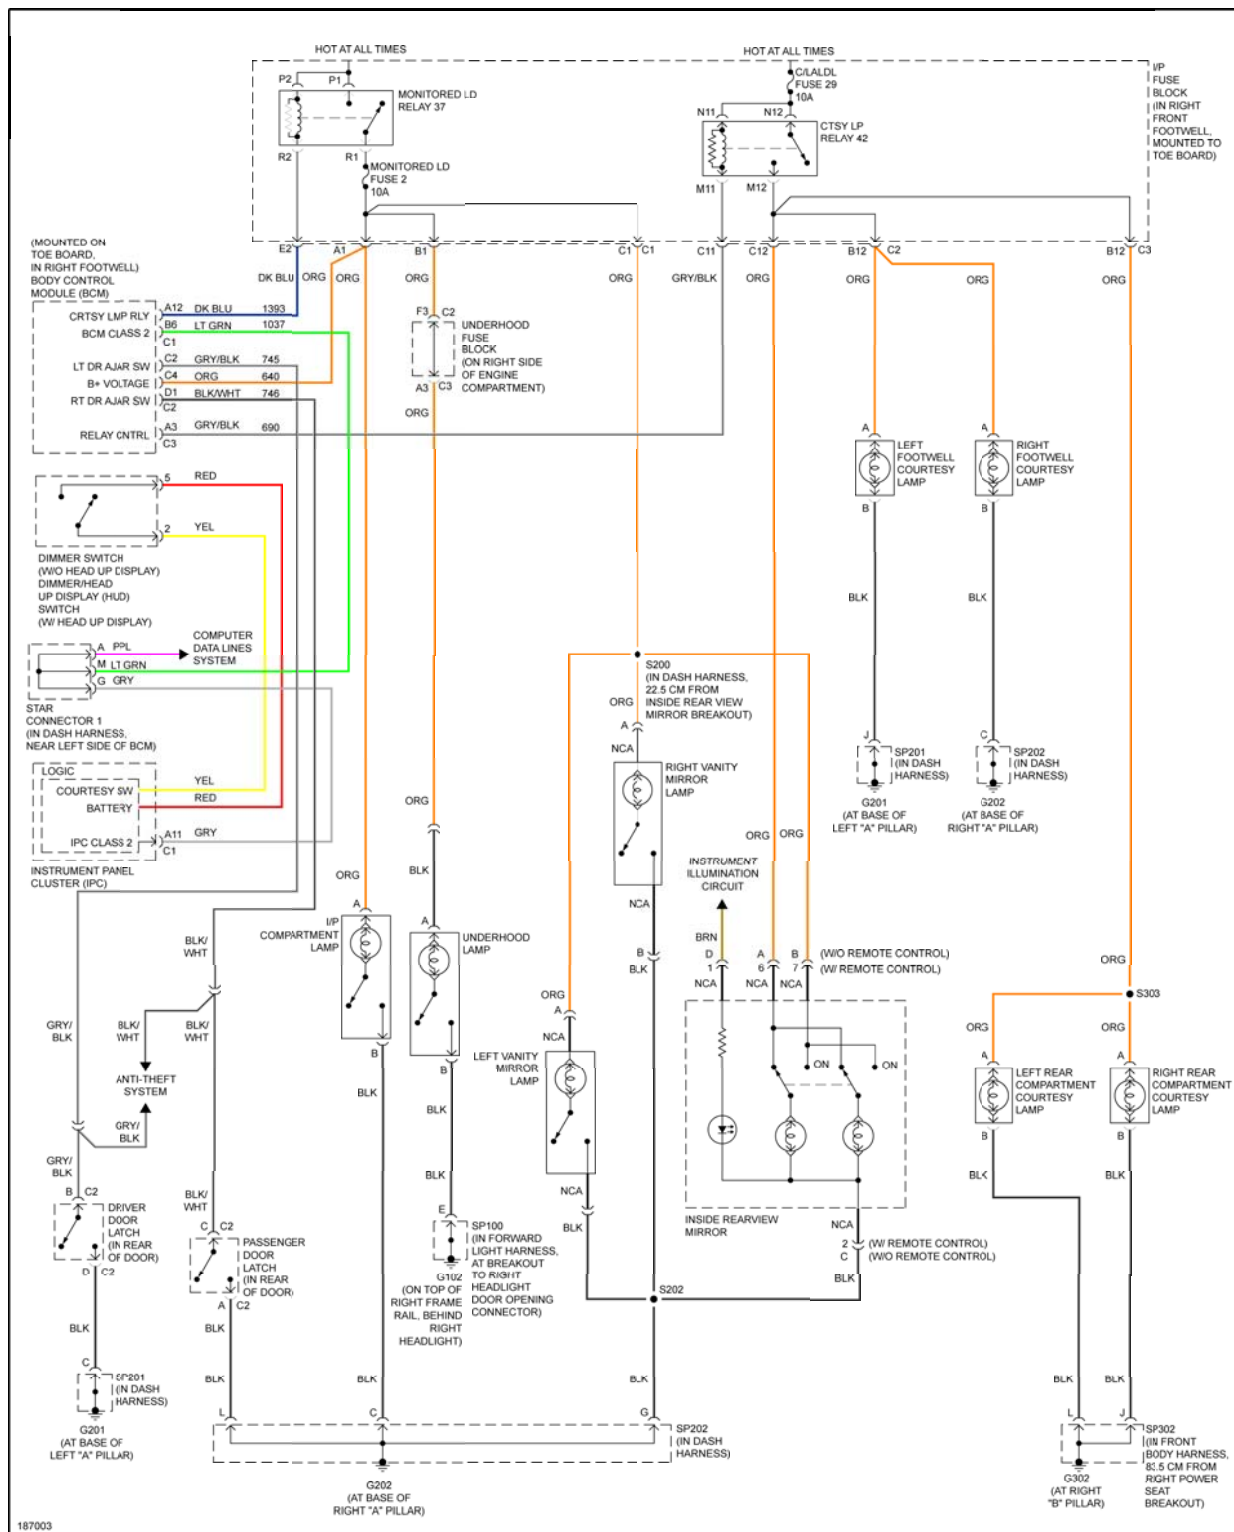 HOT AT ALL TIMES
HOT AT ALL TIMES
P2
P1
MONITORED LD
RELAY 37
R2
R1
MONITORED LD
FUSE 2
10A
C/LALDL
FUSE 29
10A
N11
N12
CTSY LP
RELAY 42
M11
M12
I/P
FUSE
BLOCK
(IN RIGHT
FRONT
FOOTWELL,
MOUNTED TO
TOE BOARD)
E2
A1
B1
C1
C1
C11
C12
B12
C2
B12
C3
DK BLU
ORG
ORG
ORG
ORG
GRY/BLK
ORG
ORG
ORG
ORG
(MOUNTED ON
TOE BOARD,
IN RIGHT FOOTWELL)
BODY CONTROL
MODULE (BCM)
CRTSY LMP RLY
A12
DK BLU
1393
BCM CLASS 2
B6
LT GRN
1037
C1
LT DR AJAR SW
C2
GRY/BLK
745
B+ VOLTAGE
C4
ORG
640
RT DR AJAR SW
D1
BLK/WHT
746
C2
RELAY CNTRL
A3
GRY/BLK
690
C3
F3
C2
UNDERHOOD
FUSE
BLOCK
(ON RIGHT SIDE
OF ENGINE
COMPARTMENT)
A3
C3
ORG
A
LEFT
FOOTWELL
COURTESY
LAMP
B
A
RIGHT
FOOTWELL
COURTESY
LAMP
B
5
RED
2
YEL
DIMMER SWITCH
(W/O HEAD UP DISPLAY)
DIMMER/HEAD
UP DISPLAY (HUD)
SWITCH
(W/ HEAD UP DISPLAY)
BLK
BLK
A
PPL
COMPUTER
DATA LINES
SYSTEM
M
LT GRN
G
GRY
STAR
CONNECTOR 1
(IN DASH HARNESS,
NEAR LEFT SIDE OF BCM)
S200
(IN DASH HARNESS,
22.5 CM FROM
INSIDE REAR VIEW
MIRROR BREAKOUT)
ORG
A
NCA
RIGHT VANITY
MIRROR
LAMP
J
SP201
(IN DASH
HARNESS)
G201
(AT BASE OF
LEFT "A" PILLAR)
C
SP202
(IN DASH
HARNESS)
G202
(AT BASE OF
RIGHT "A" PILLAR)
LOGIC
COURTESY SW
YEL
BATTERY
RED
IPC CLASS 2
A11
GRY
C1
INSTRUMENT PANEL
CLUSTER (IPC)
ORG
BLK
ORG
ORG
ORG
INSTRUMENT
ILLUMINATION
CIRCUIT
NCA
B
BLK
A
I/P
COMPARTMENT
LAMP
B
A
UNDERHOOD
LAMP
B
BRN
D
A
B
(W/O REMOTE CONTROL)
1
6
7
(W/ REMOTE CONTROL)
NCA
NCA
NCA
BLK/
WHT
ORG
A
NCA
LEFT VANITY
MIRROR
LAMP
ORG
S303
ORG
ORG
A
LEFT REAR
COMPARTMENT
COURTESY
LAMP
B
A
RIGHT REAR
COMPARTMENT
COURTESY
LAMP
B
GRY/
BLK
BLK/
WHT
BLK/
WHT
ANTI-THEFT
SYSTEM
GRY/
BLK
ON
ON
BLK
BLK
GRY/
BLK
BLK/
WHT
BLK
NCA
BLK
BLK
BLK
B
C2
DRIVER
DOOR
LATCH
(IN REAR
OF DOOR)
D
C2
C
C2
PASSENGER
DOOR
LATCH
(IN REAR
OF DOOR)
A
C2
E
SP100
(IN FORWARD
LIGHT HARNESS,
AT BREAKOUT
TO RIGHT
HEADLIGHT
DOOR OPENING
CONNECTOR)
G102
(ON TOP OF
RIGHT FRAME
RAIL, BEHIND
RIGHT
HEADLIGHT)
INSIDE REARVIEW
MIRROR
NCA
2
(W/ REMOTE CONTROL)
C
(W/O REMOTE CONTROL)
BLK
S202
BLK
BLK
C
SP201
(IN DASH
HARNESS)
G201
(AT BASE OF
LEFT "A" PILLAR)
BLK
BLK
BLK
BLK
BLK
L
C
G
SP202
(IN DASH
HARNESS)
G202
(AT BASE OF
RIGHT "A" PILLAR)
L
J
SP302
(IN FRONT
BODY HARNESS,
83.5 CM FROM
RIGHT POWER
SEAT
BREAKOUT)
G302
(AT RIGHT
"B" PILLAR)
187003